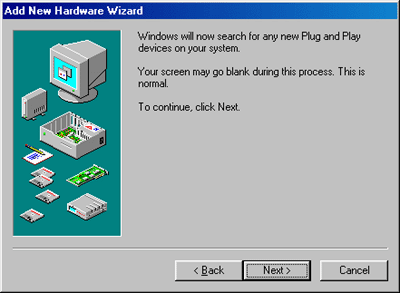 Add New Hardware Wizard
Windows will now search for any new Plug and Play
devices on your system.
Your screen may go blank during this process. This is
normal.
To continue, click Next.
< Back
Next >
Cancel